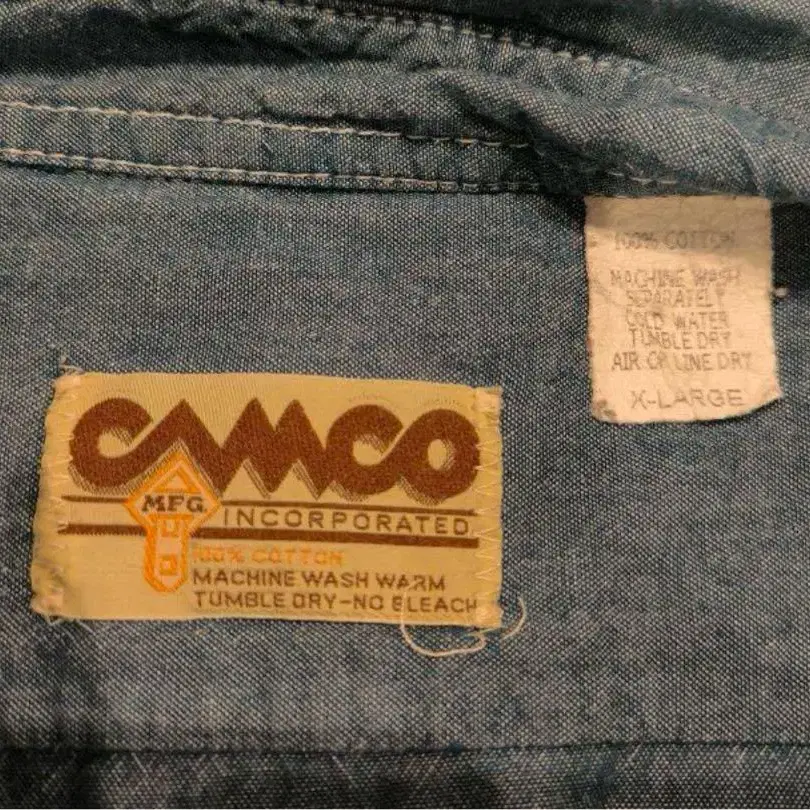 CAMCO
MFG. INCORPORATED
100% COTTON
MACHINE WASH WARM
TUMBLE DRY-NO BLEACH
100% COTTON
MACHINE WASH
SEPARATELY
COLD WATER
TUMBLE DRY
AIR OR LINE DRY
X-LARGE